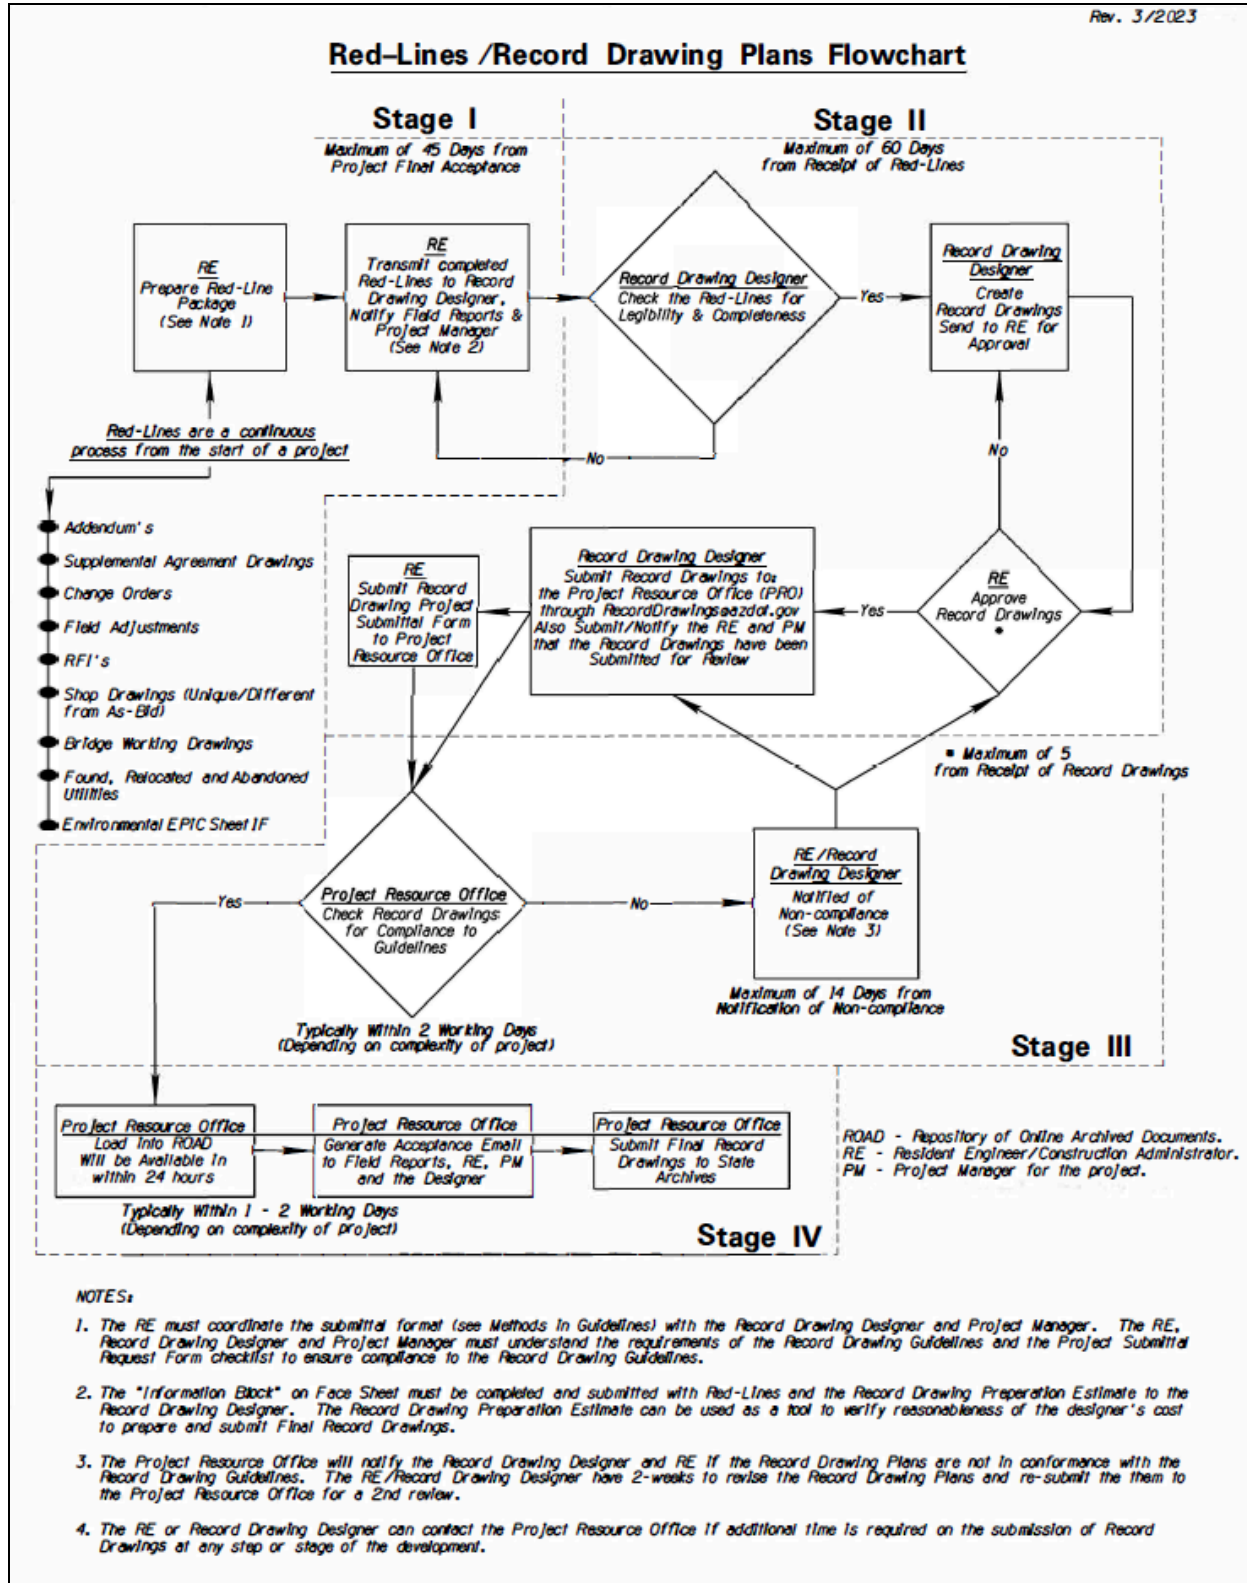 Rev. 3/2023
Red-Lines /Record Drawing Plans Flowchart
Stage I
Maximum of 45 Days from
Project Final Acceptance
Stage II
Maximum of 60 Days
from Receipt of Red-Lines
RE
Prepare Red-Line
Package
(See Note 1)
RE
Transmit completed
Red-Lines to Record
Drawing Designer,
Notify Field Reports &
Project Manager
(See Note 2)
Record Drawing Designer
Check the Red-Lines for
Legibility & Completeness
Yes
Record Drawing
Designer
Create
Record Drawings
Send to RE for
Approval
Red-Lines are a continuous
process from the start of a project
No
No
Addendum's
Supplemental Agreement Drawings
Change Orders
Field Adjustments
RFI's
Shop Drawings (Unique/Different
from As-Bid)
Bridge Working Drawings
Found, Relocated and Abandoned
Utilities
Environmental EPIC Sheet IF
RE
Submit Record
Drawing Project
Submittal Form
to Project
Resource Office
Record Drawing Designer
Submit Record Drawings to:
the Project Resource Office (PRO)
through RecordDrawings@azdot.gov
Also Submit/Notify the RE and PM
that the Record Drawings have been
Submitted for Review
Yes
RE
Approve
Record Drawings
*
* Maximum of 5
from Receipt of Record Drawings
Yes
Project Resource Office
Check Record Drawings
for Compliance to
Guidelines
No
RE/Record
Drawing Designer
Notified of
Non-compliance
(See Note 3)
Maximum of 14 Days from
Notification of Non-compliance
Typically Within 2 Working Days
(Depending on complexity of project)
Stage III
Project Resource Office
Load into ROAD
Will be Available in
within 24 hours
Project Resource Office
Generate Acceptance Email
to Field Reports, RE, PM
and the Designer
Project Resource Office
Submit Final Record
Drawings to State
Archives
ROAD - Repository of Online Archived Documents.
RE - Resident Engineer/Construction Administrator.
PM - Project Manager for the project.
Typically Within 1 - 2 Working Days
(Depending on complexity of project)
Stage IV
NOTES:
1. The RE must coordinate the submittal format (see Methods in Guidelines) with the Record Drawing Designer and Project Manager. The RE,
Record Drawing Designer and Project Manager must understand the requirements of the Record Drawing Guidelines and the Project Submittal
Request Form checklist to ensure compliance to the Record Drawing Guidelines.
2. The "Information Block" on Face Sheet must be completed and submitted with Red-Lines and the Record Drawing Preperation Estimate to the
Record Drawing Designer. The Record Drawing Preparation Estimate can be used as a tool to verify reasonableness of the designer's cost
to prepare and submit Final Record Drawings.
3. The Project Resource Office will notify the Record Drawing Designer and RE if the Record Drawing Plans are not in conformance with the
Record Drawing Guidelines. The RE/Record Drawing Designer have 2-weeks to revise the Record Drawing Plans and re-submit the them to
the Project Resource Office for a 2nd review.
4. The RE or Record Drawing Designer can contact the Project Resource Office if additional time is required on the submission of Record
Drawings at any step or stage of the development.